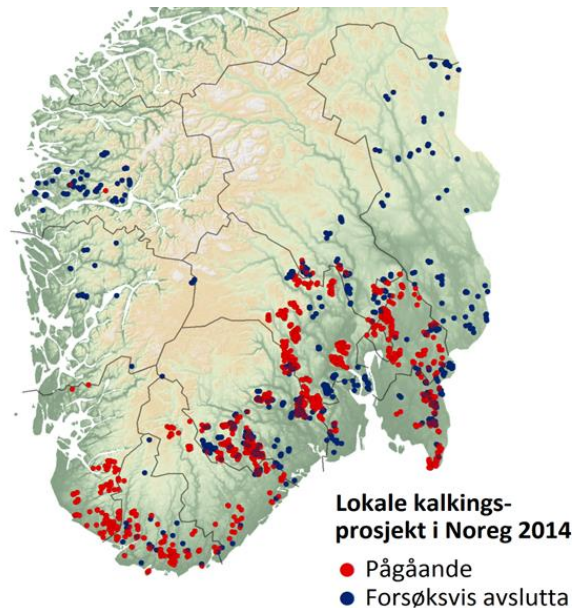 Lokale kalkings-
prosjekt i Noreg 2014
Pågåande
Forsøksvis avslutta